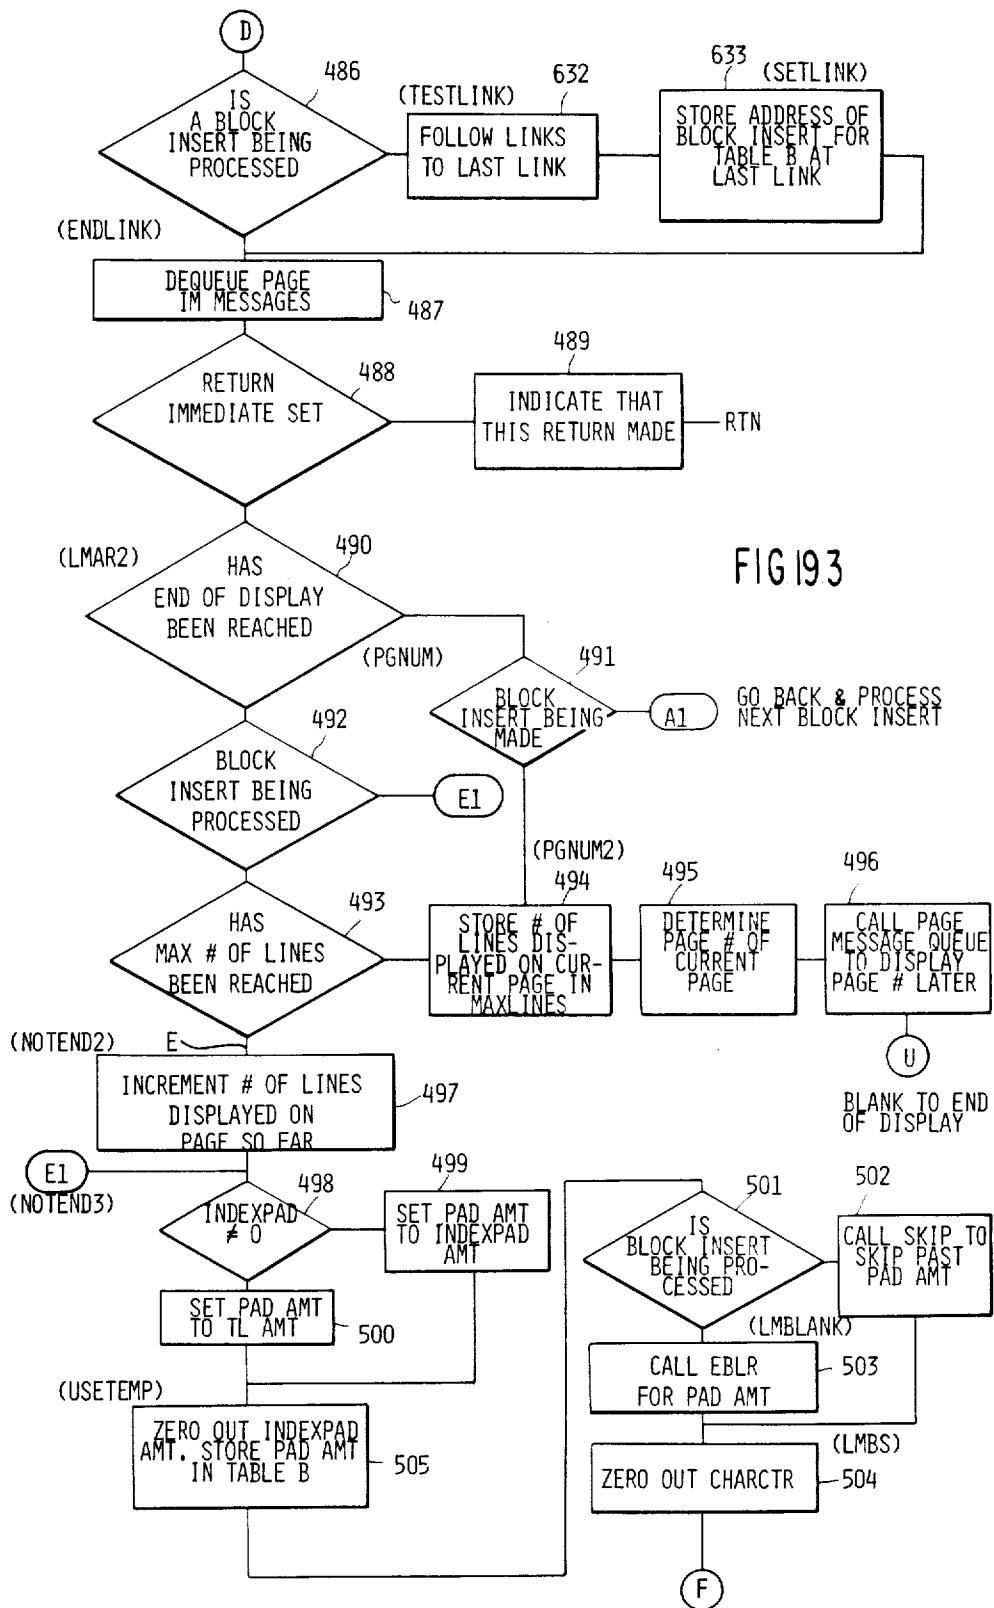 D
486
IS
A BLOCK
INSERT BEING
PROCESSED
(TESTLINK)
632
FOLLOW LINKS
TO LAST LINK
633
(SETLINK)
STORE ADDRESS OF
BLOCK INSERT FOR
TABLE B AT
LAST LINK
(ENDLINK)
DEQUEUE PAGE
IM MESSAGES
487
RETURN
IMMEDIATE SET
488
489
INDICATE THAT
THIS RETURN MADE
RTN
(LMAR2)
HAS
END OF DISPLAY
BEEN REACHED
490
FIG 193
(PGNUM)
491
BLOCK
INSERT BEING
MADE
A1
GO BACK & PROCESS
NEXT BLOCK INSERT
492
BLOCK
INSERT BEING
PROCESSED
E1
(PGNUM2)
493
HAS
MAX # OF LINES
BEEN REACHED
494
STORE # OF
LINES DIS-
PLAYED ON CUR-
RENT PAGE IN
MAXLINES
495
DETERMINE
PAGE # OF
CURRENT
PAGE
496
CALL PAGE
MESSAGE QUEUE
TO DISPLAY
PAGE # LATER
U
BLANK TO END
OF DISPLAY
(NOTEND2)
E
INCREMENT # OF LINES
DISPLAYED ON
PAGE SO FAR
497
E1
(NOTEND3)
498
INDEXPAD
≠ 0
499
SET PAD AMT
TO INDEXPAD
AMT
SET PAD AMT
TO TL AMT
500
(USETEMP)
ZERO OUT INDEXPAD
AMT. STORE PAD AMT
IN TABLE B
505
501
IS
BLOCK INSERT
BEING PRO-
CESSED
502
CALL SKIP TO
SKIP PAST
PAD AMT
(LMBLANK)
CALL EBLR
FOR PAD AMT
503
(LMBS)
ZERO OUT CHARCTR
504
F